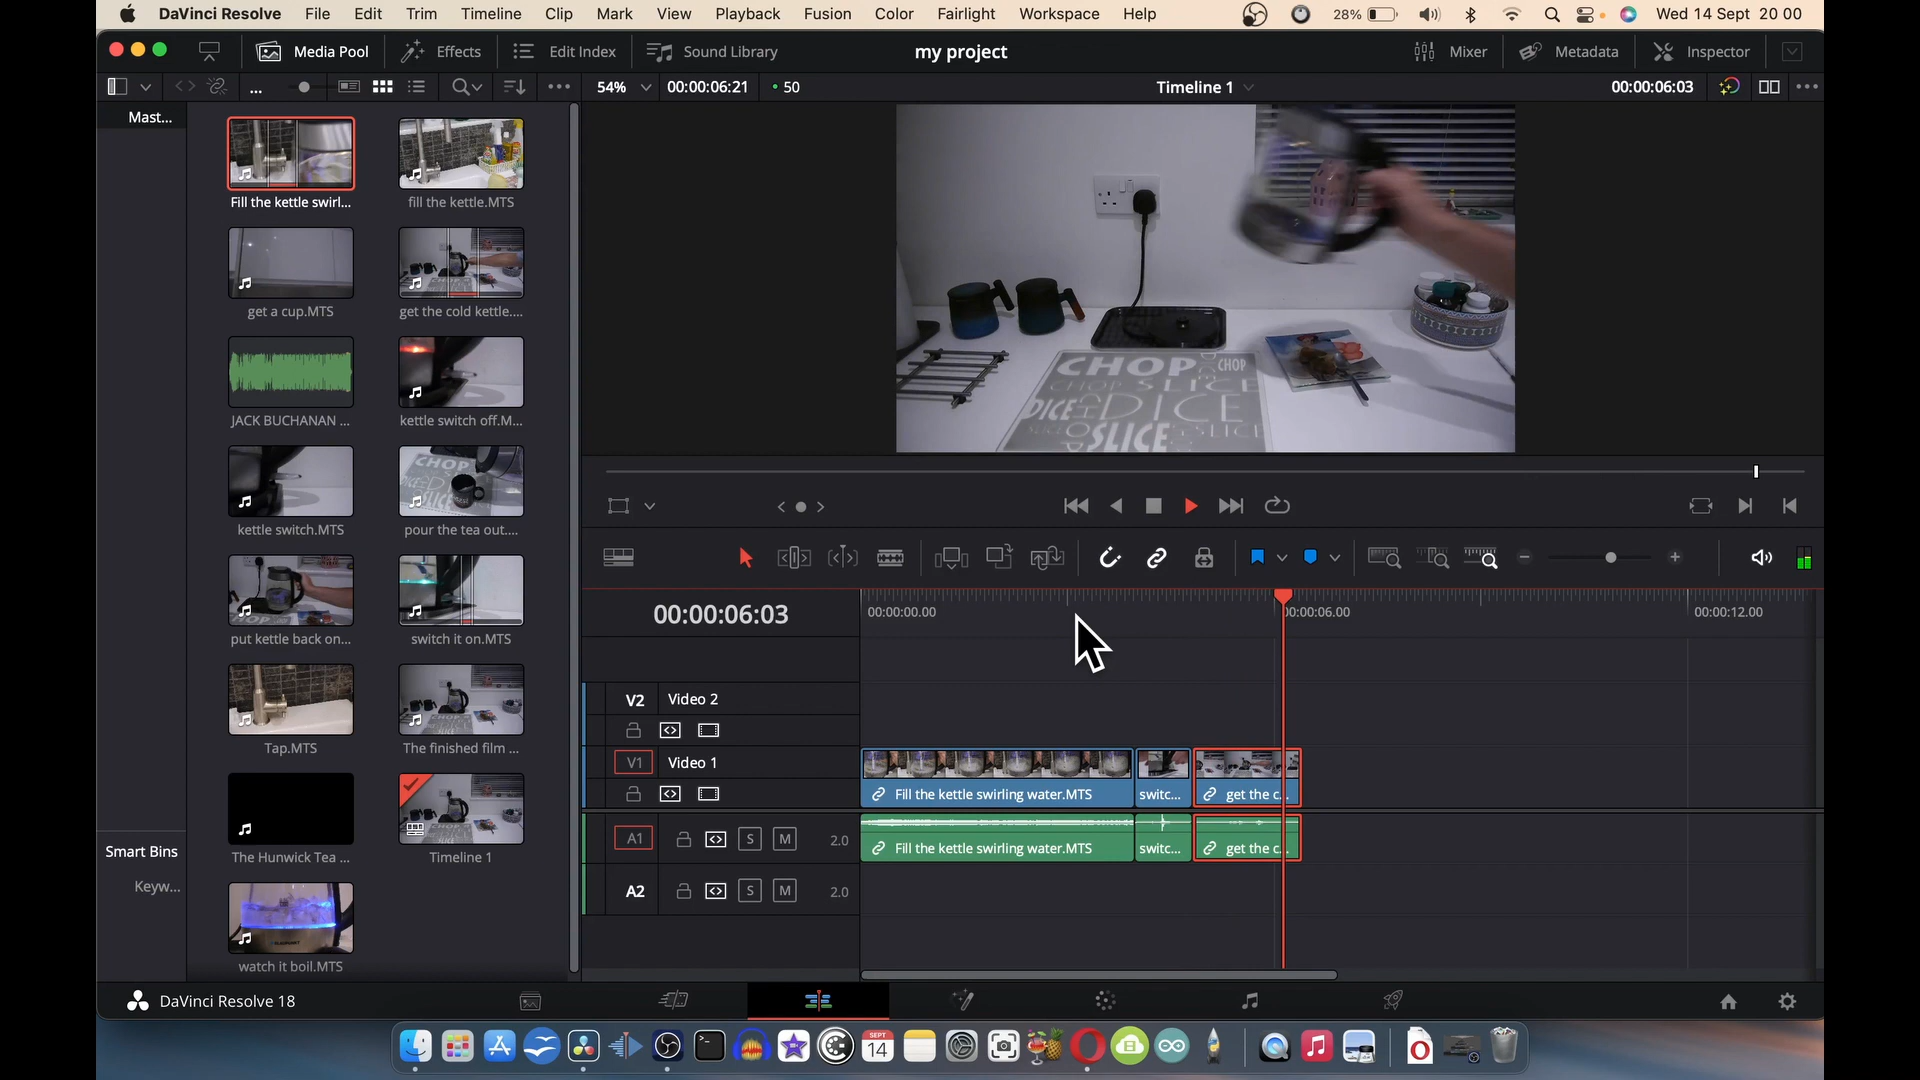 DaVinci Resolve File Edit Trim Timeline Clip Mark View Playback Fusion Color Fairlight Workspace Help 28% Wed 14 Sept 20 00
Media Pool Effects Edit Index Sound Library my project Mixer Metadata Inspector
... 54% 00:00:06:21 50 Timeline 1 00:00:06:03
Mast...
Fill the kettle swirl...
fill the kettle.MTS
get a cup.MTS
get the cold kettle....
JACK BUCHANAN ...
kettle switch off.M...
kettle switch.MTS
pour the tea out....
put kettle back on...
switch it on.MTS
Tap.MTS
The finished film ...
The Hunwick Tea ...
Timeline 1
watch it boil.MTS
Smart Bins
Keyw...
CHOP CHOP
CHOP SLICE
DICE DICE
SLICE
00:00:06:03
00:00:00.00 00:00:06.00 00:00:12.00
V2 Video 2
V1 Video 1
Fill the kettle swirling water.MTS switc... get the c...
A1 S M 2.0
Fill the kettle swirling water.MTS switc... get the c...
A2 S M 2.0
DaVinci Resolve 18
SEPT
14